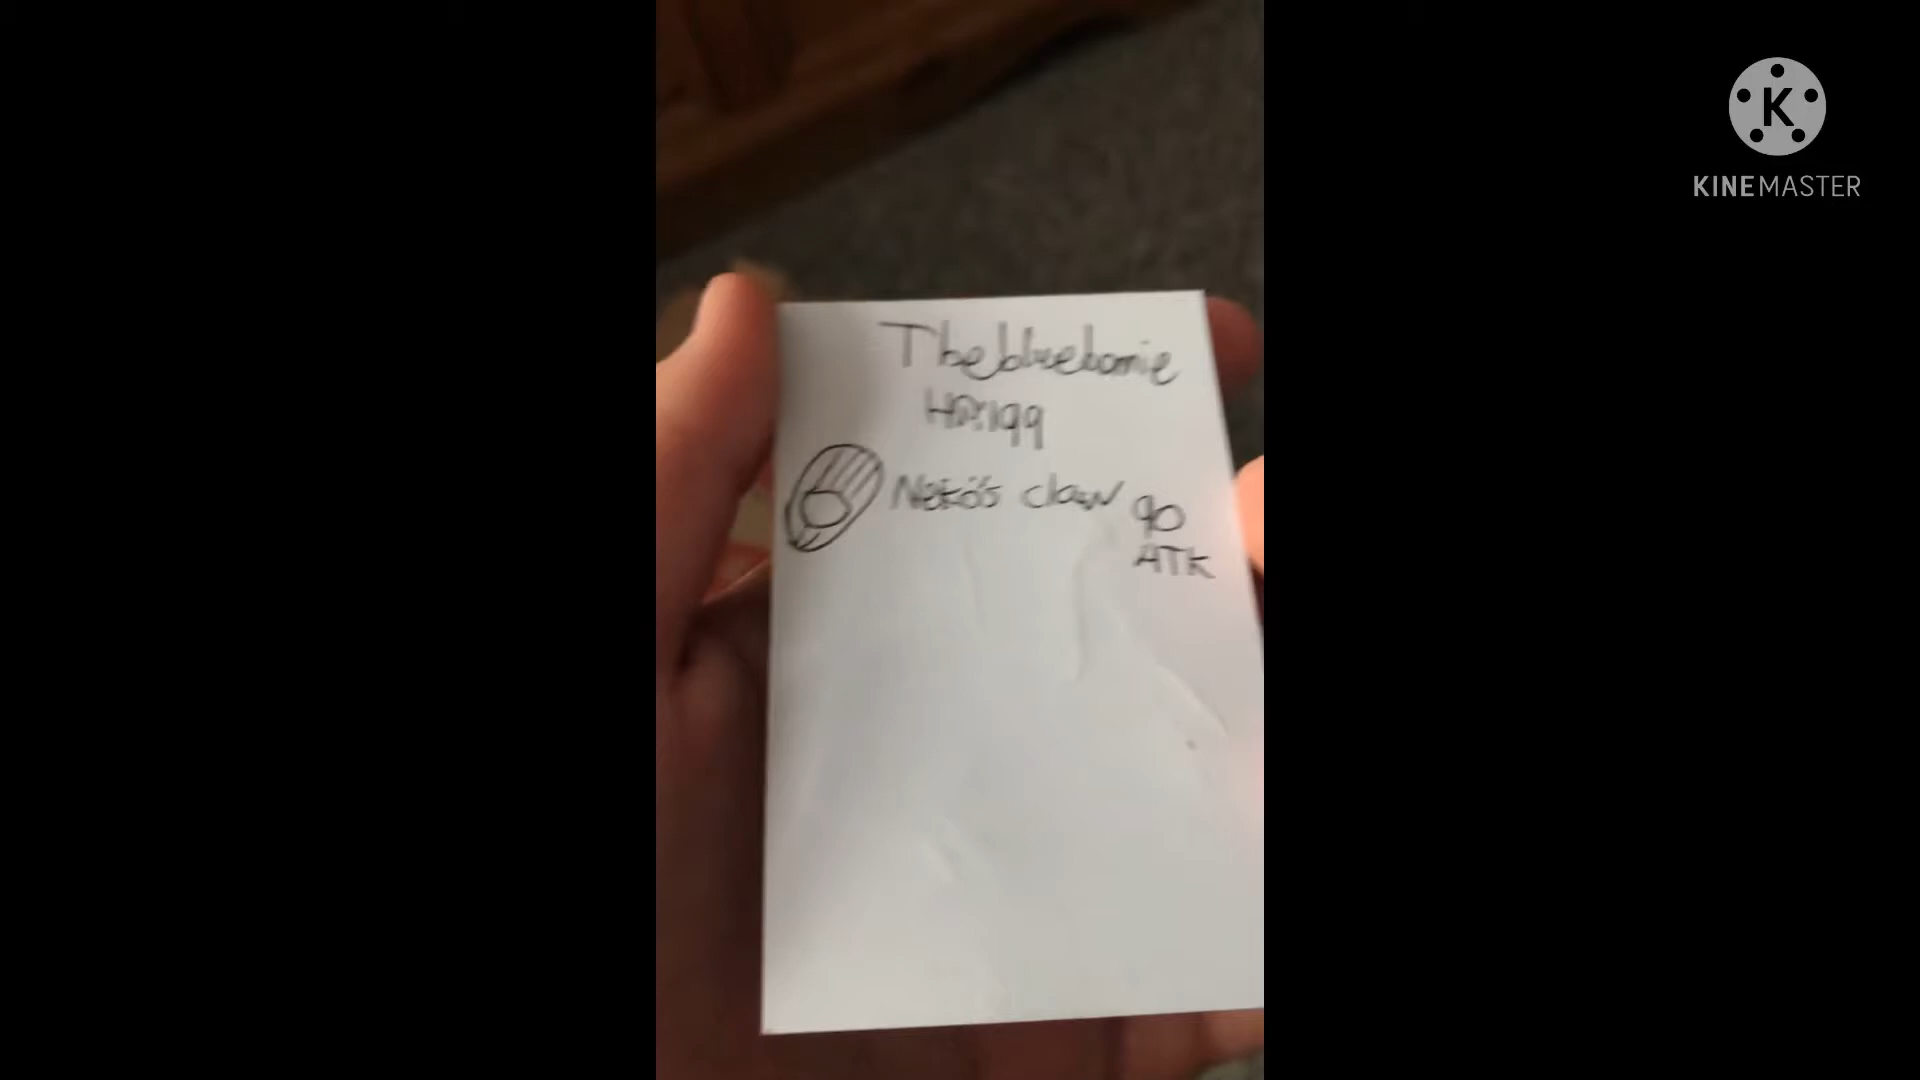 Thebluebonnie
HP:199
Neko's claw 90
ATK
KINEMASTER